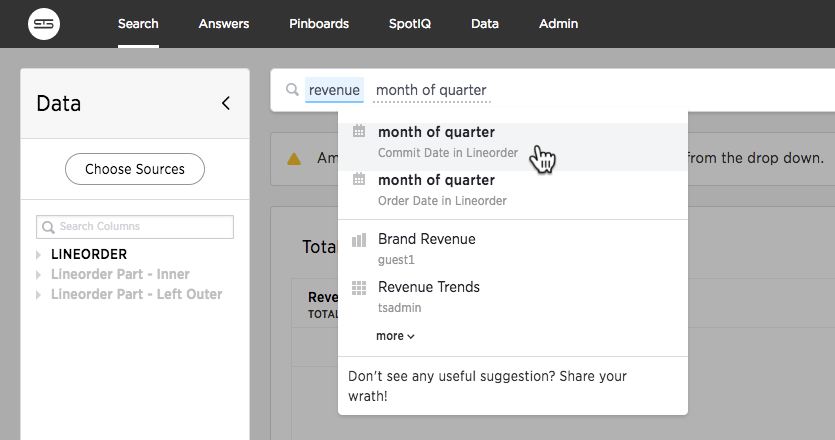 Search Answers Pinboards SpotIQ Data Admin
Data
Choose Sources
Search Columns
LINEORDER
Lineorder Part - Inner
Lineorder Part - Left Outer
revenue month of quarter
month of quarter
Commit Date in Lineorder
month of quarter
Order Date in Lineorder
Brand Revenue
guest1
Revenue Trends
tsadmin
more
Don't see any useful suggestion? Share your
wrath!
Am
from the drop down.
Tota
Reve
TOTAL